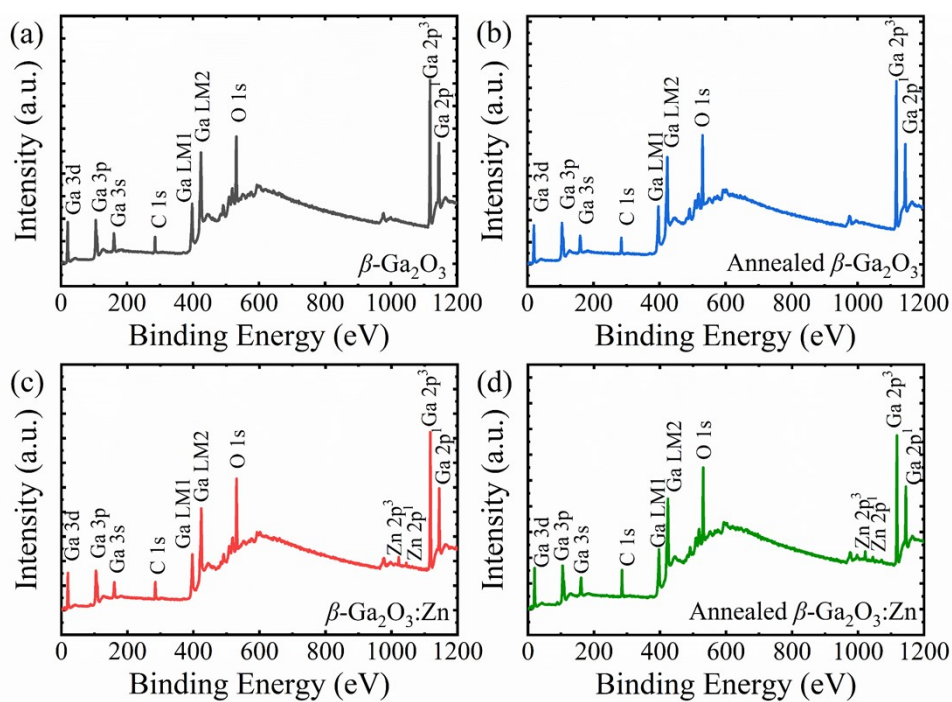 (a)
Intensity (a.u.)
Ga 3d
Ga 3p
Ga 3s
C 1s
Ga LM1
Ga LM2
O 1s
Ga 2p³
Ga 2p¹
β-Ga₂O₃
0 200 400 600 800 1000 1200
Binding Energy (eV)
(b)
Intensity (a.u.)
Ga 3d
Ga 3p
Ga 3s
C 1s
Ga LM1
Ga LM2
O 1s
Ga 2p³
Ga 2p¹
Annealed β-Ga₂O₃
0 200 400 600 800 1000 1200
Binding Energy (eV)
(c)
Intensity (a.u.)
Ga 3d
Ga 3p
Ga 3s
C 1s
Ga LM1
Ga LM2
O 1s
Zn 2p³
Zn 2p¹
Ga 2p³
Ga 2p¹
β-Ga₂O₃:Zn
0 200 400 600 800 1000 1200
Binding Energy (eV)
(d)
Intensity (a.u.)
Ga 3d
Ga 3p
Ga 3s
C 1s
Ga LM1
Ga LM2
O 1s
Zn 2p³
Zn 2p¹
Ga 2p³
Ga 2p¹
Annealed β-Ga₂O₃:Zn
0 200 400 600 800 1000 1200
Binding Energy (eV)